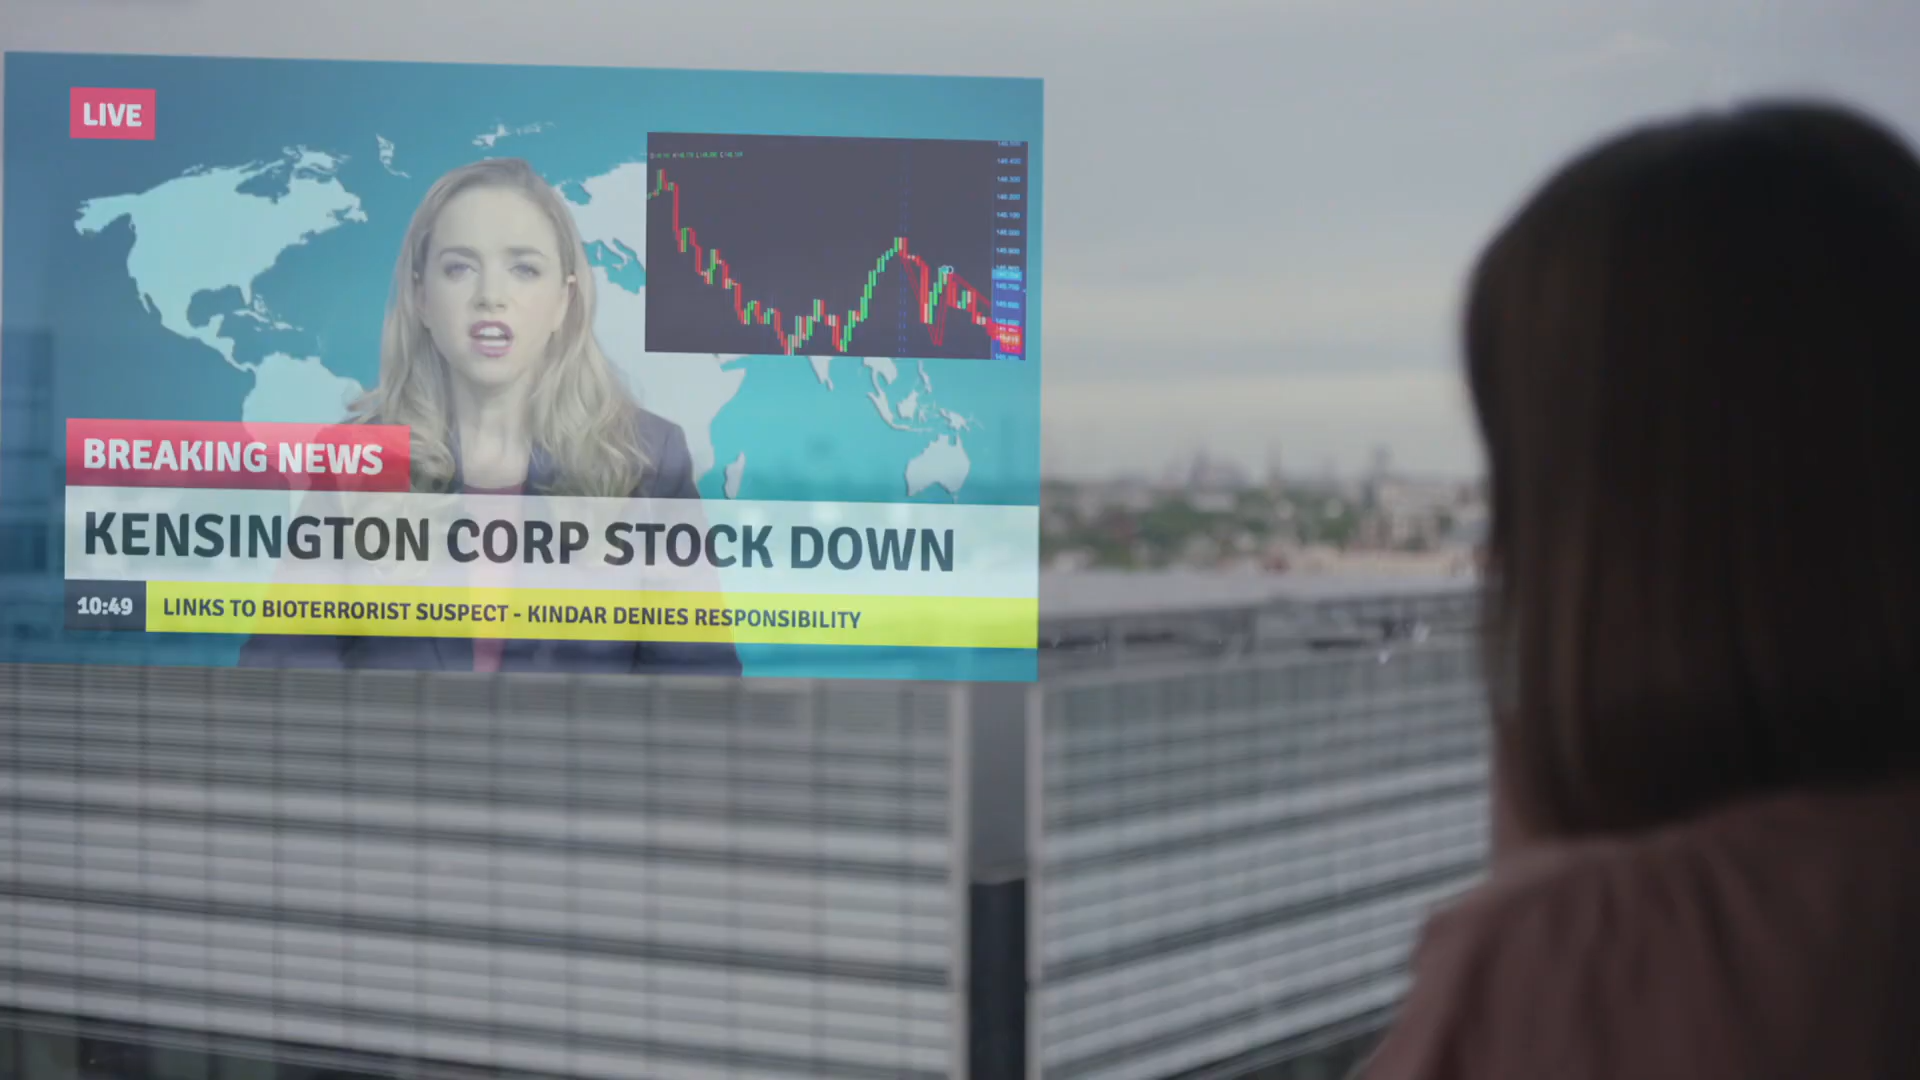 LIVE
BREAKING NEWS
KENSINGTON CORP STOCK DOWN
10:49 LINKS TO BIOTERRORIST SUSPECT - KINDAR DENIES RESPONSIBILITY